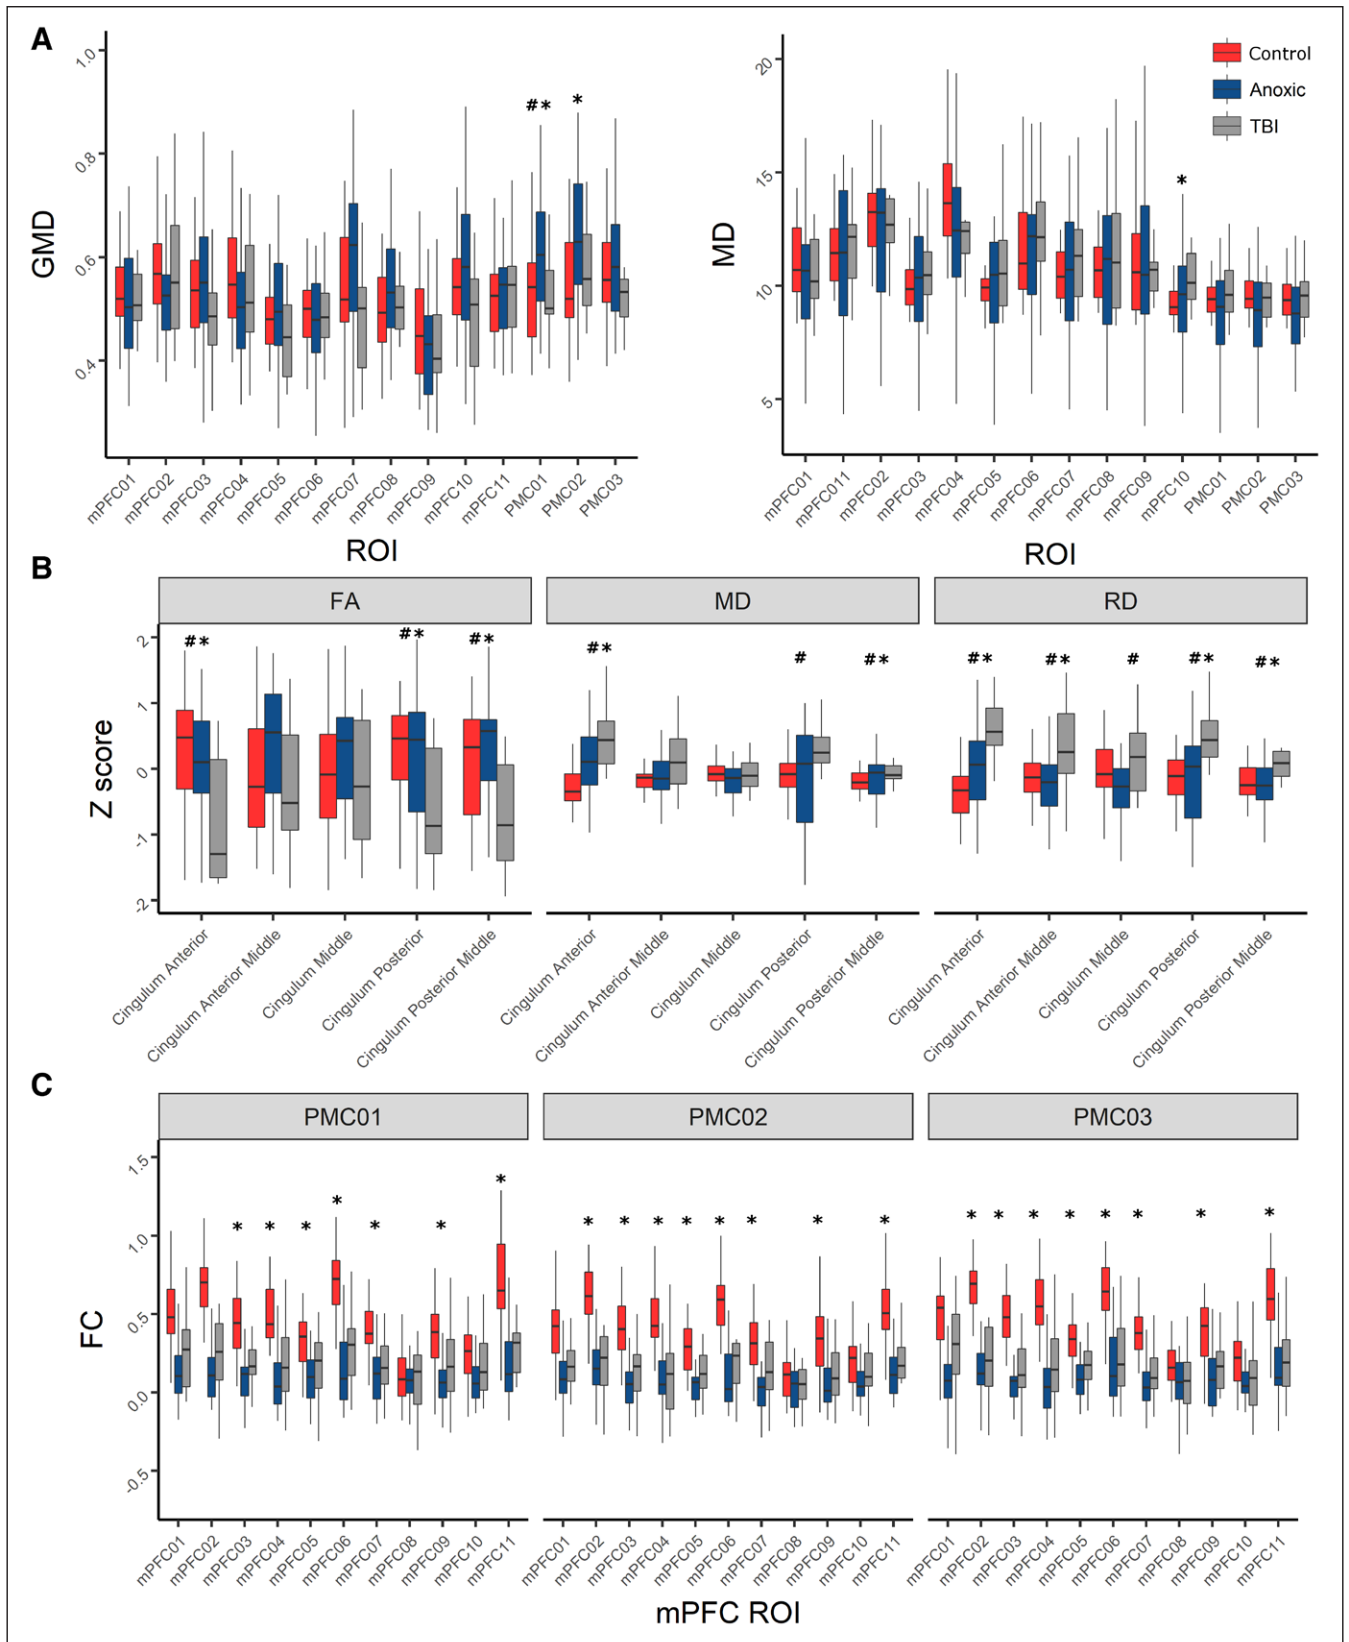 A
GMD
1.0
0.8
0.6
0.4
#* *
mPFC01 mPFC02 mPFC03 mPFC04 mPFC05 mPFC06 mPFC07 mPFC08 mPFC09 mPFC10 mPFC11 PMC01 PMC02 PMC03
ROI
MD
20
15
10
5
*
Control
Anoxic
TBI
mPFC01 mPFC011 mPFC02 mPFC03 mPFC04 mPFC05 mPFC06 mPFC07 mPFC08 mPFC09 mPFC10 PMC01 PMC02 PMC03
ROI
B
FA MD RD
Z score
2
1
0
-1
-2
#* #* #* #* # #* #* #* # #* #*
Cingulum Anterior Cingulum Anterior Middle Cingulum Middle Cingulum Posterior Cingulum Posterior Middle
Cingulum Anterior Cingulum Anterior Middle Cingulum Middle Cingulum Posterior Cingulum Posterior Middle
Cingulum Anterior Cingulum Anterior Middle Cingulum Middle Cingulum Posterior Cingulum Posterior Middle
C
PMC01 PMC02 PMC03
FC
1.5
1.0
0.5
0.0
-0.5
* * * * * * * * * * * * * * * * * * * * * * *
mPFC01 mPFC02 mPFC03 mPFC04 mPFC05 mPFC06 mPFC07 mPFC08 mPFC09 mPFC10 mPFC11
mPFC01 mPFC02 mPFC03 mPFC04 mPFC05 mPFC06 mPFC07 mPFC08 mPFC09 mPFC10 mPFC11
mPFC01 mPFC02 mPFC03 mPFC04 mPFC05 mPFC06 mPFC07 mPFC08 mPFC09 mPFC10 mPFC11
mPFC ROI